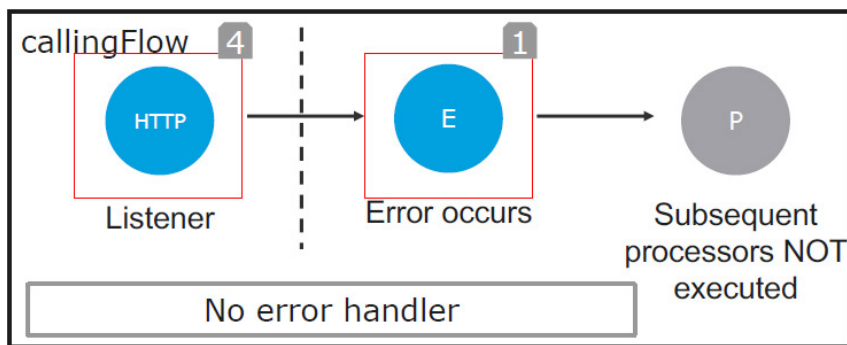 callingFlow
4
1
HTTP
E
P
Listener
Error occurs
Subsequent
processors NOT
executed
No error handler